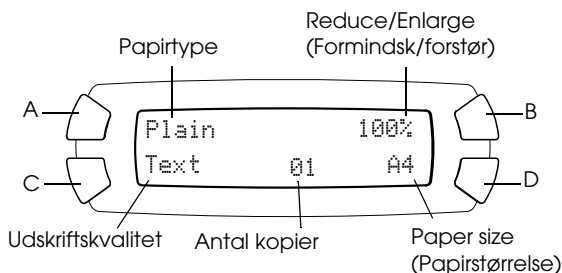 Reduce/Enlarge
Papirtype
(Formindsk/forstør)
A
B
Plain 100%
Text 01 A4
C
D
Udskriftskvalitet
Antal kopier
Paper size
(Papirstørrelse)